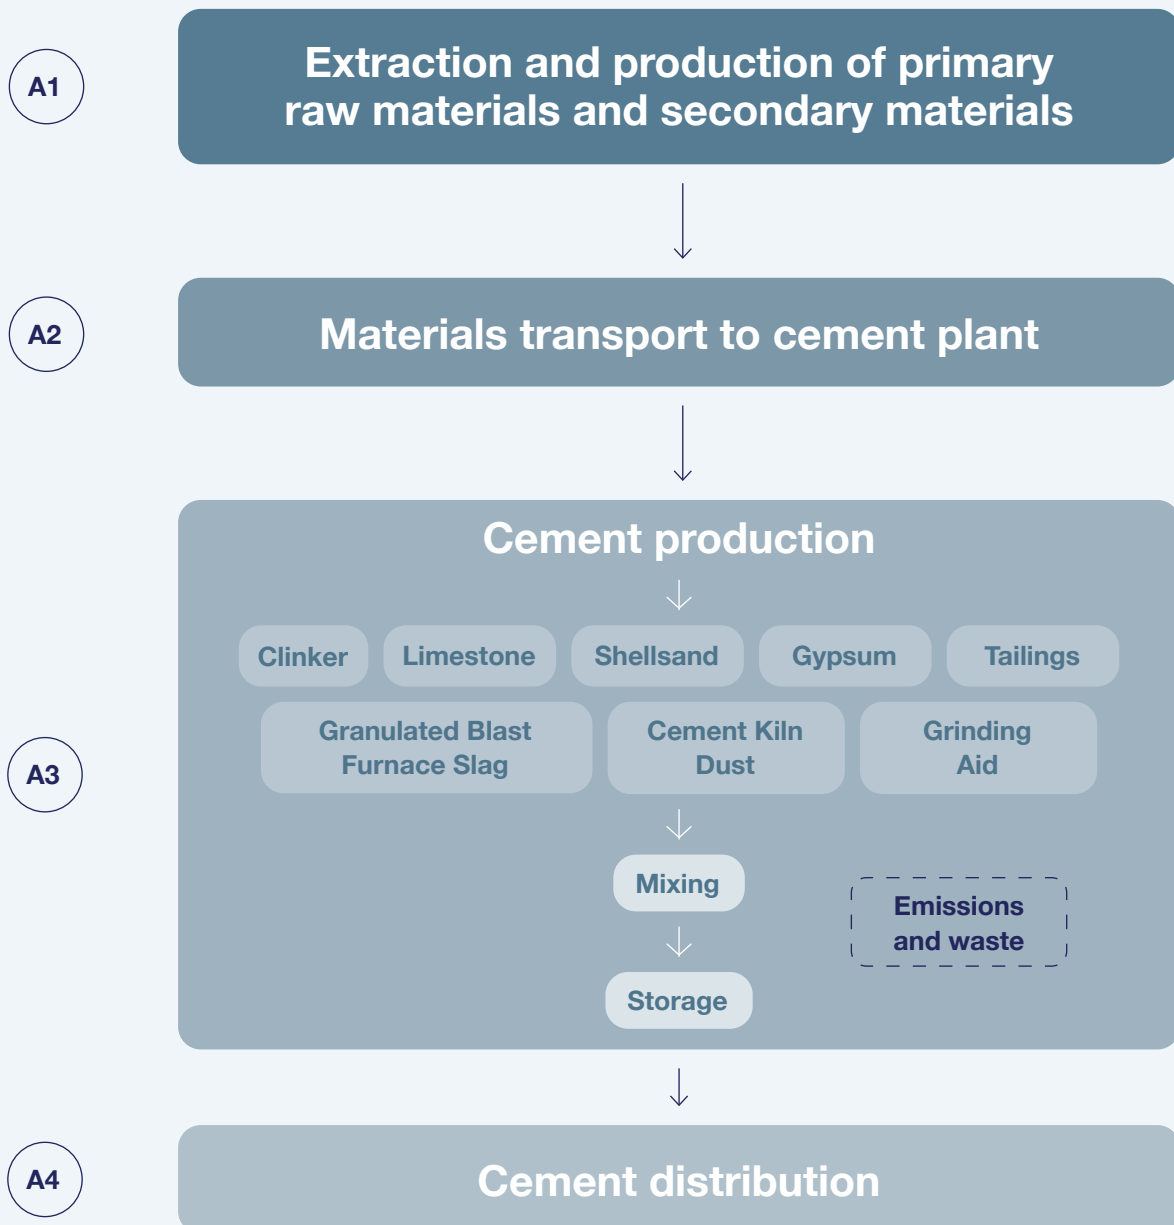 A1
Extraction and production of primary
raw materials and secondary materials
A2
Materials transport to cement plant
Cement production
Clinker
Limestone
Shellsand
Gypsum
Tailings
Granulated Blast
Furnace Slag
Cement Kiln
Dust
Grinding
Aid
A3
Mixing
Emissions
and waste
Storage
A4
Cement distribution